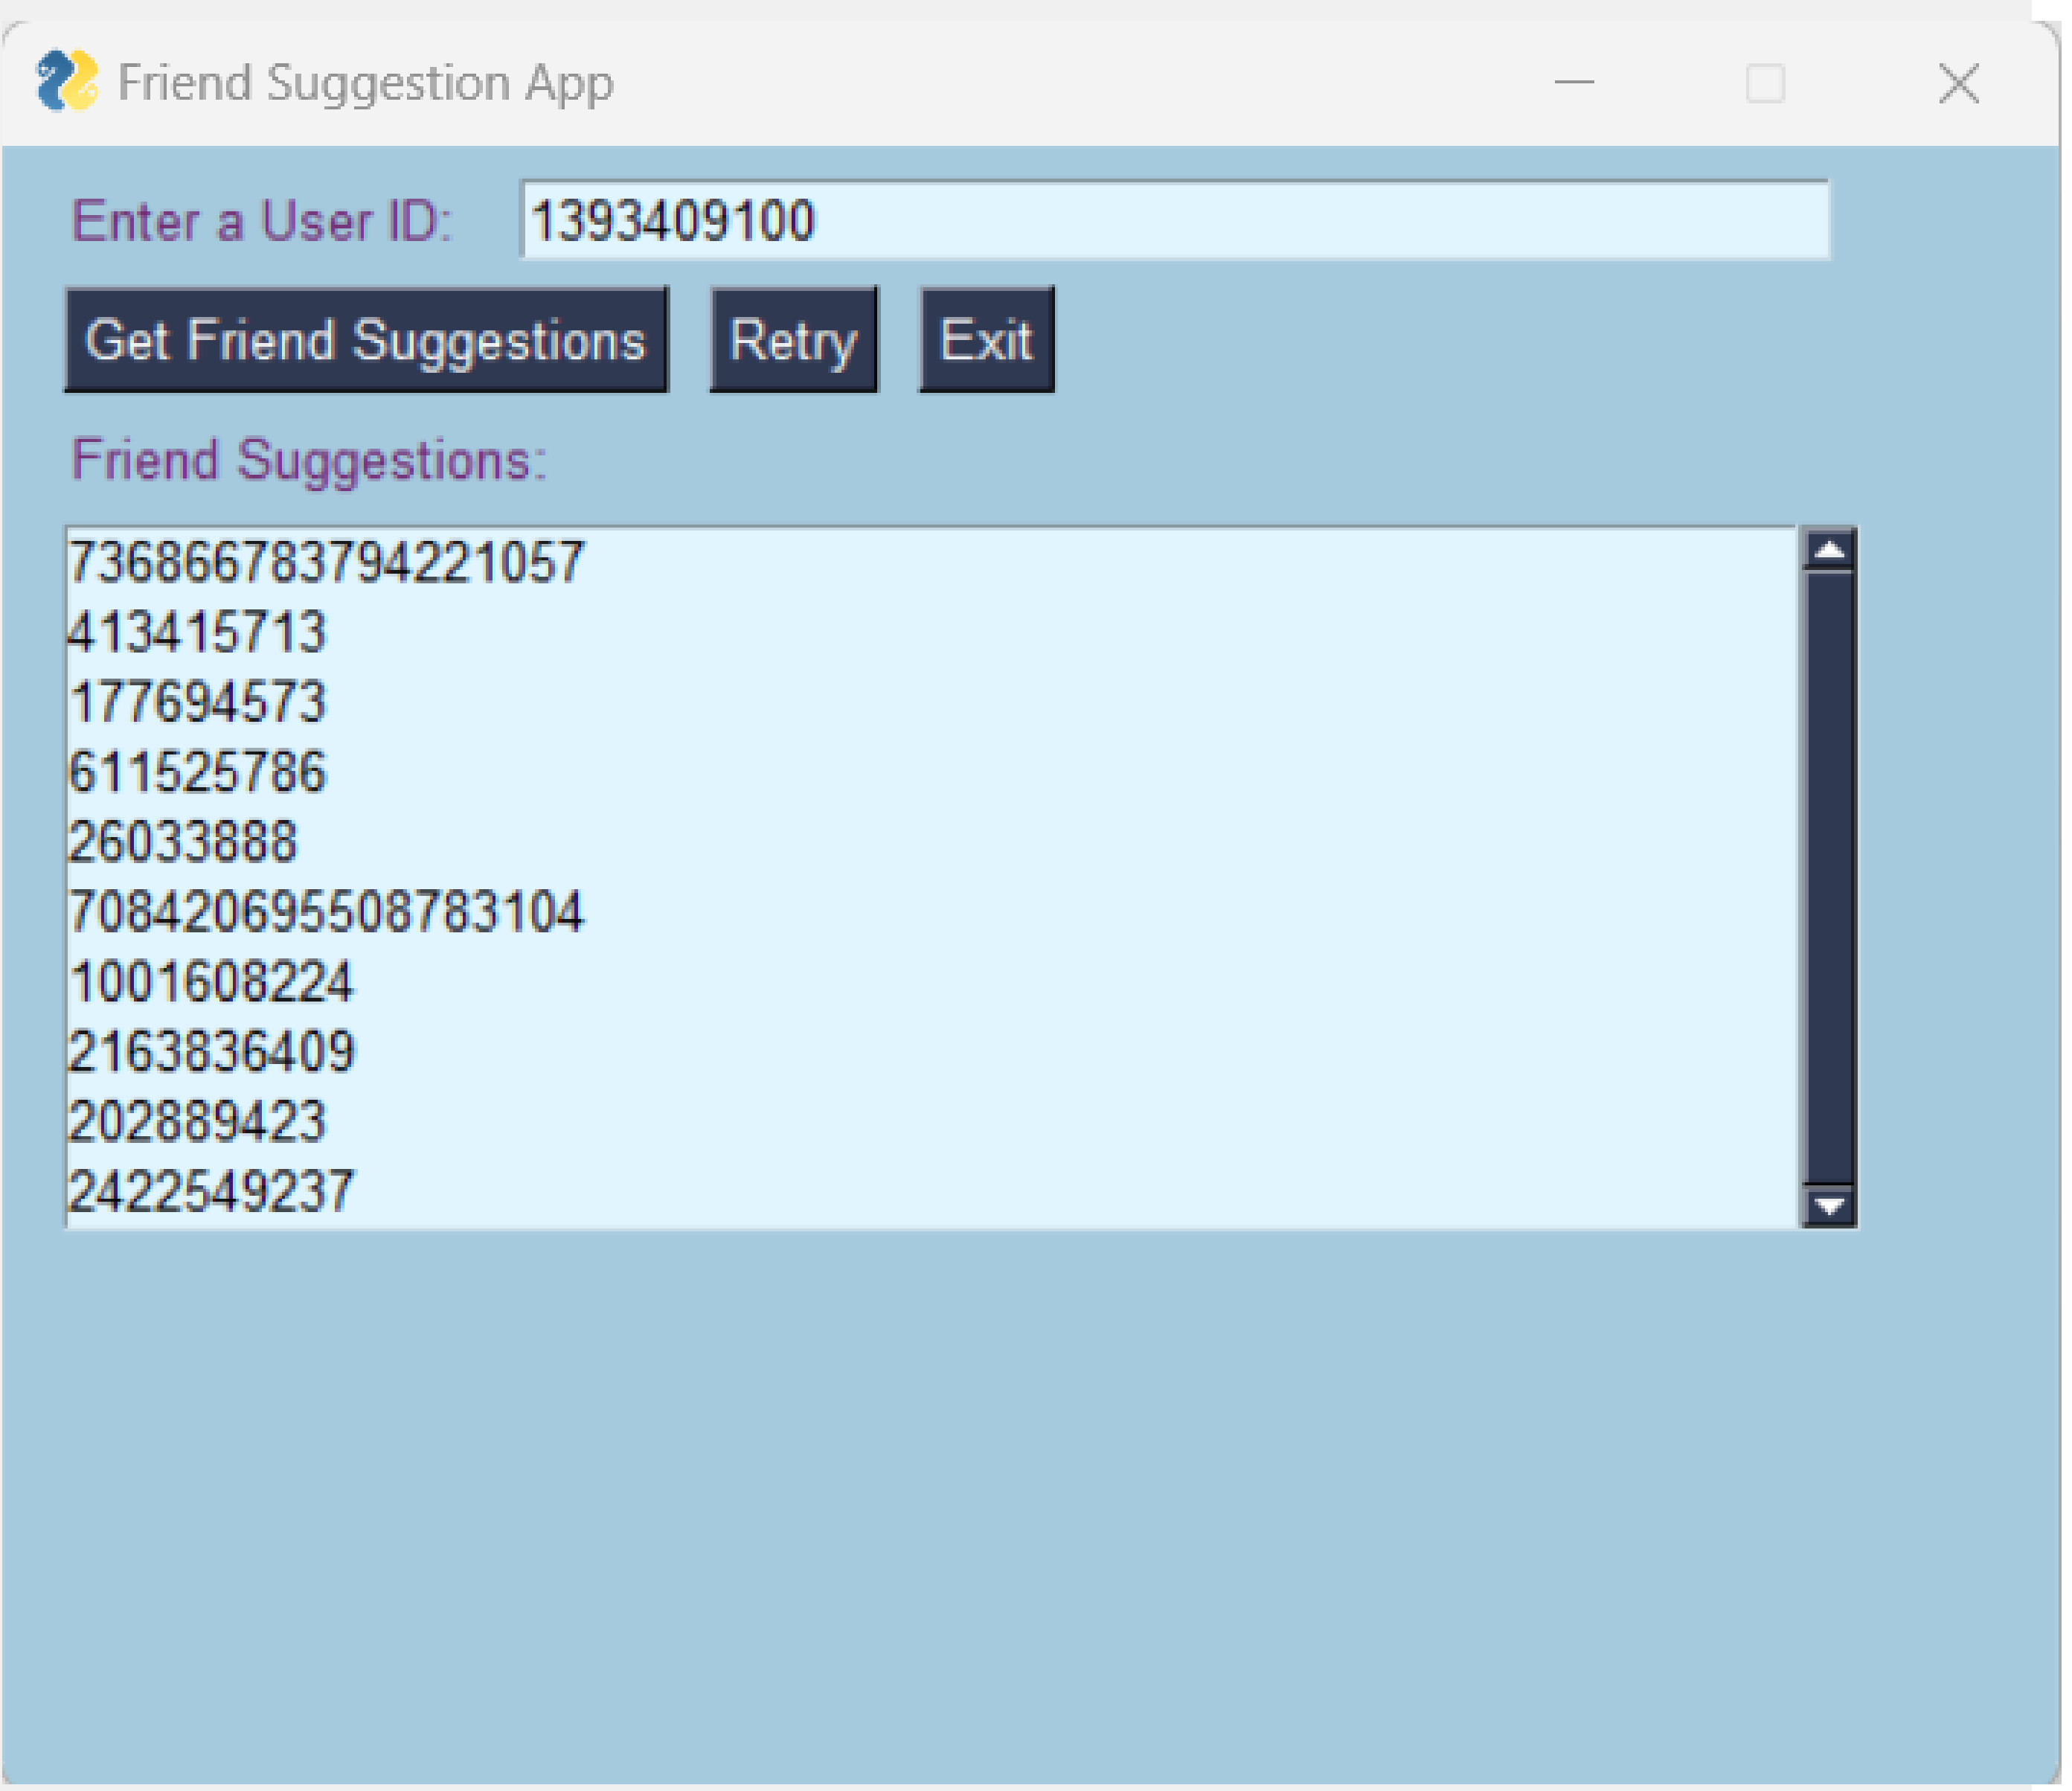 Friend Suggestion App
Enter a User ID: 1393409100
Get Friend Suggestions Retry Exit
Friend Suggestions:
736866783794221057
413415713
177694573
611525786
26033888
708420695508783104
1001608224
2163836409
202889423
2422549237